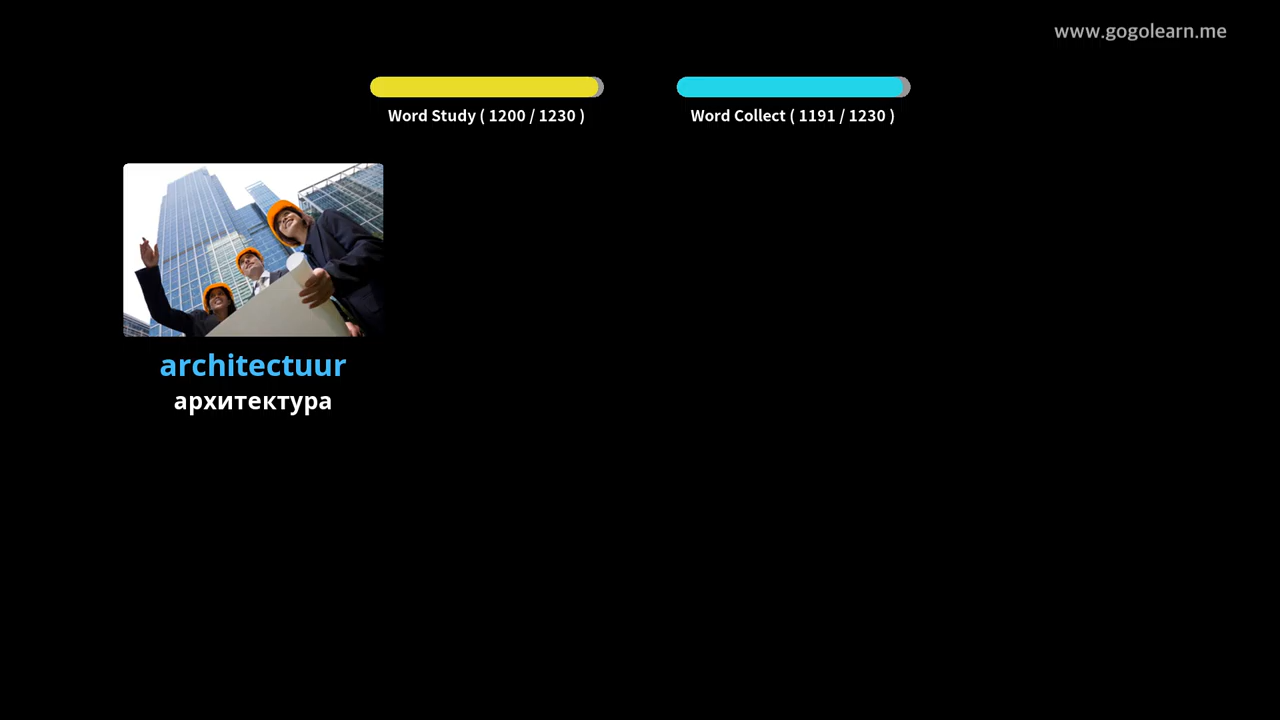 www.gogolearn.me
Word Study ( 1200 / 1230 )
Word Collect ( 1191 / 1230 )
architectuur
архитектура